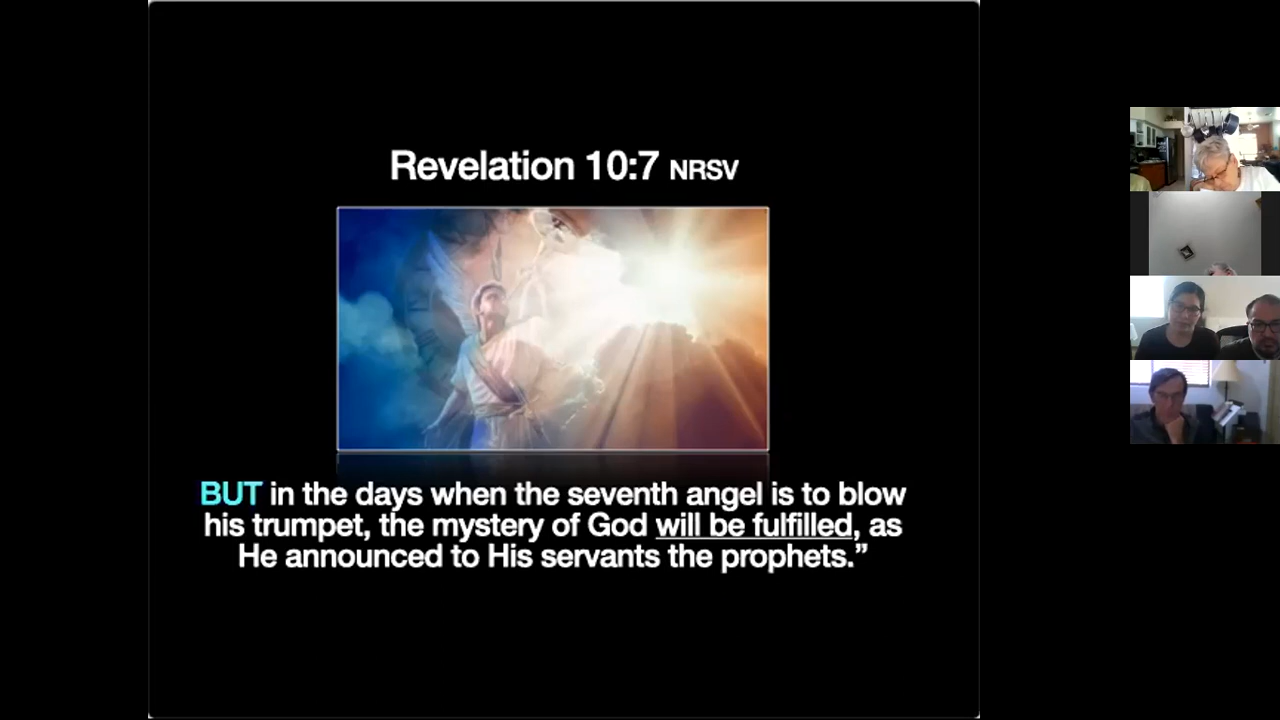 Revelation 10:7 NRSV
BUT in the days when the seventh angel is to blow
his trumpet, the mystery of God will be fulfilled, as
He announced to His servants the prophets.”